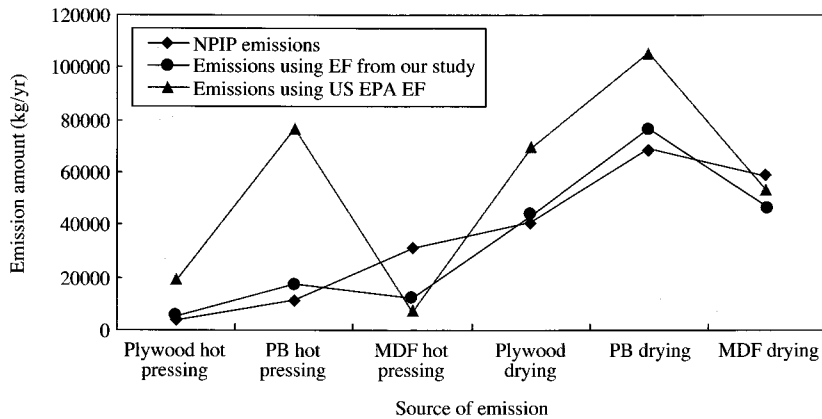 120000
100000
80000
60000
40000
20000
0
Emission amount (kg/yr)
NPIP emissions
Emissions using EF from our study
Emissions using US EPA EF
Plywood hot pressing
PB hot pressing
MDF hot pressing
Plywood drying
PB drying
MDF drying
Source of emission